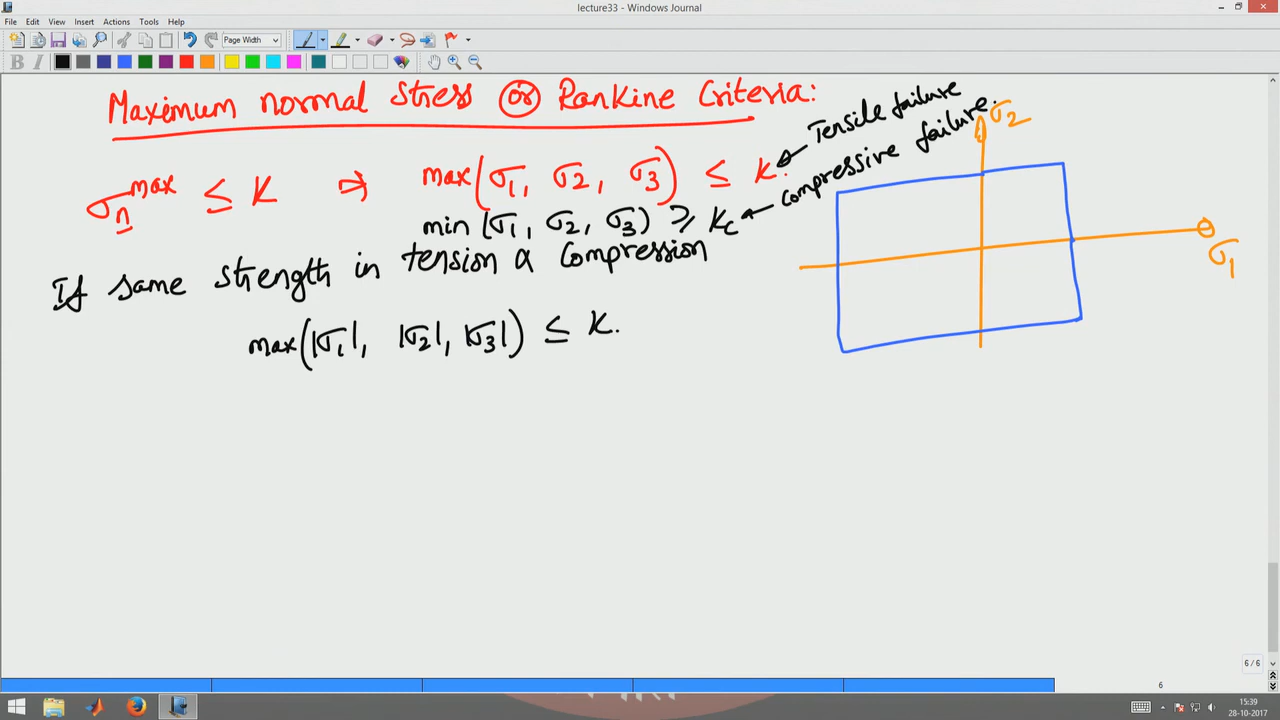 lecture33 - Windows Journal
File Edit View Insert Actions Tools Help
Page Width
B I
Maximum normal Stress or Rankine Criteria:
σn^max ≤ K ⇒ max(σ1, σ2, σ3) ≤ K. ← Tensile failure
min (σ1, σ2, σ3) ≥ Kc ← compressive failure.
If same strength in tension & compression
max(|σ1|, |σ2|, |σ3|) ≤ K.
σ2
σ1
6 / 6
6
15:39
28-10-2017